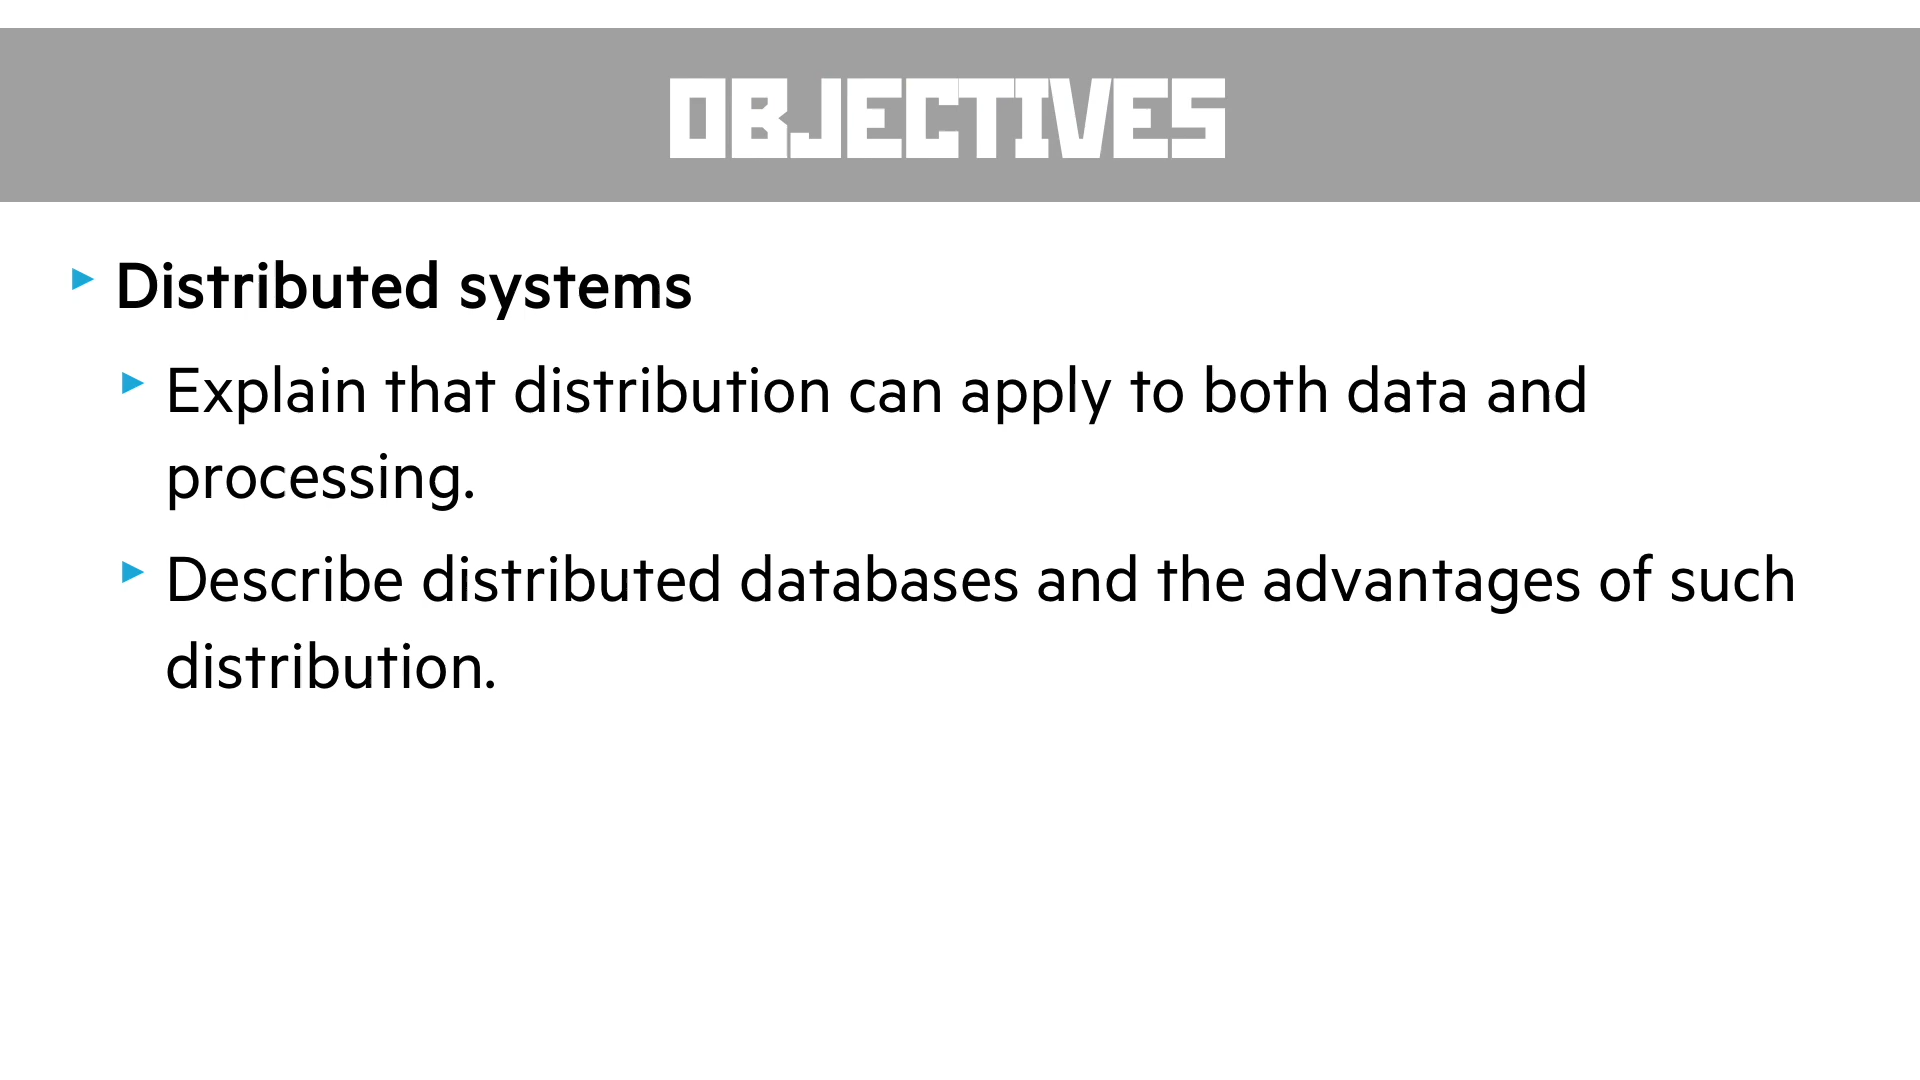 OBJECTIVES
Distributed systems
Explain that distribution can apply to both data and
processing.
Describe distributed databases and the advantages of such
distribution.